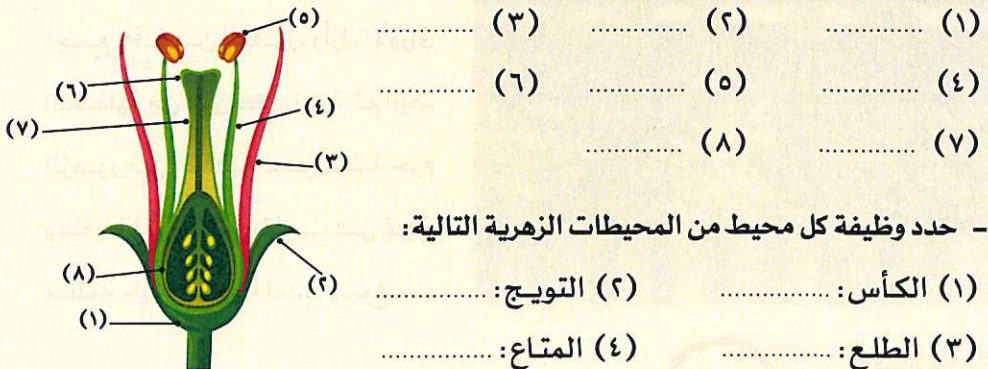 (١) ............ (٢) ............ (٣) ............
(٤) ............ (٥) ............ (٦) ............
(٧) ............ (٨) ............
- حدد وظيفة كل محيط من المحيطات الزهرية التالية:
(١) الكأس: ............ (٢) التويج: ............
(٣) الطلع: ............ (٤) المتاع: ............
(٥)
(٦)
(٤)
(٧)
(٣)
(٨)
(٢)
(١)